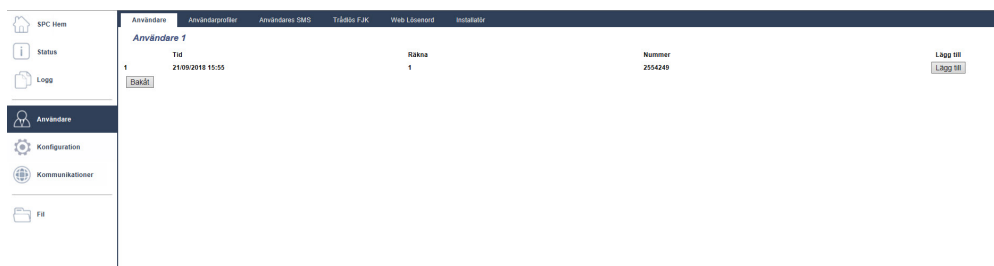 SPC Hem
Status
Logg
Användare
Konfiguration
Kommunikationer
Fil
Användare Användarprofiler Användares SMS Trådlös FJK Web Lösenord Installatör
Användare 1
Tid Räkna Nummer Lägg till
1 21/09/2018 15:55 1 2554249 Lägg till
Bakåt